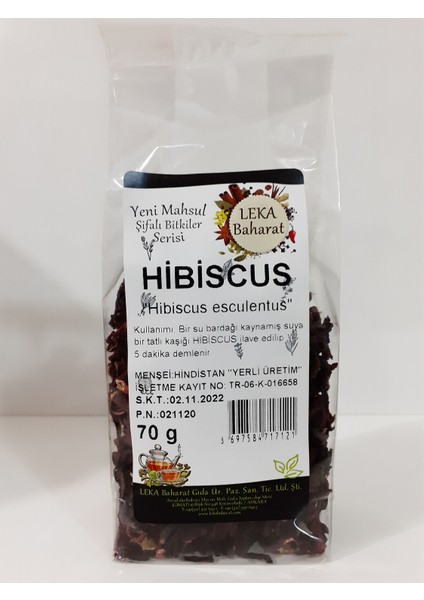 Yeni Mahsul
Şifalı Bitkiler
Serisi
LEKA
Baharat
HİBİSCUS
"Hibiscus esculentus"
Kullanımı: Bir su bardağı kaynamış suya
bir tatlı kaşığı HİBİSCUS ilave edilip
5 dakika demlenir
MENŞEİ:HİNDİSTAN "YERLİ ÜRETİM"
İŞLETME KAYIT NO: TR-06-K-016658
S.K.T:02.11.2022
P.N.:021120
70 g
3697584717121
LEKA Baharat Gıda Ür. Paz. San. Tic. Ltd. Şti.